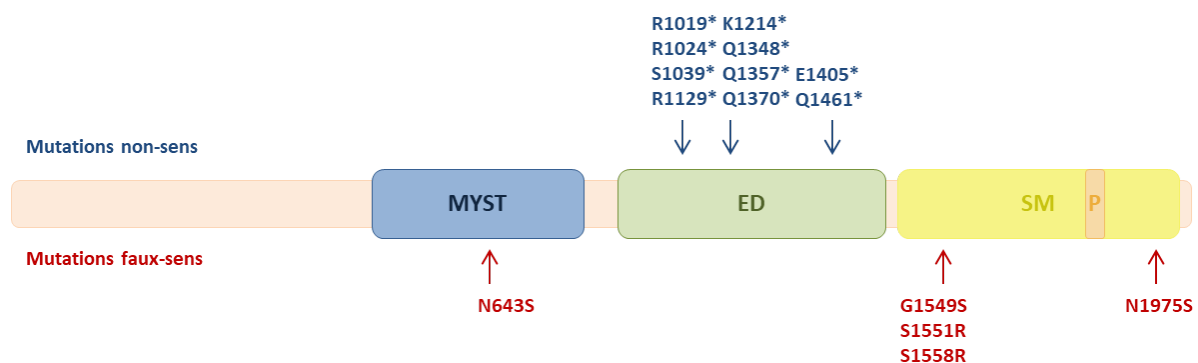 R1019* K1214*
R1024* Q1348*
S1039* Q1357* E1405*
R1129* Q1370* Q1461*
Mutations non-sens
MYST
ED
SM
P
Mutations faux-sens
N643S
G1549S
S1551R
S1558R
N1975S